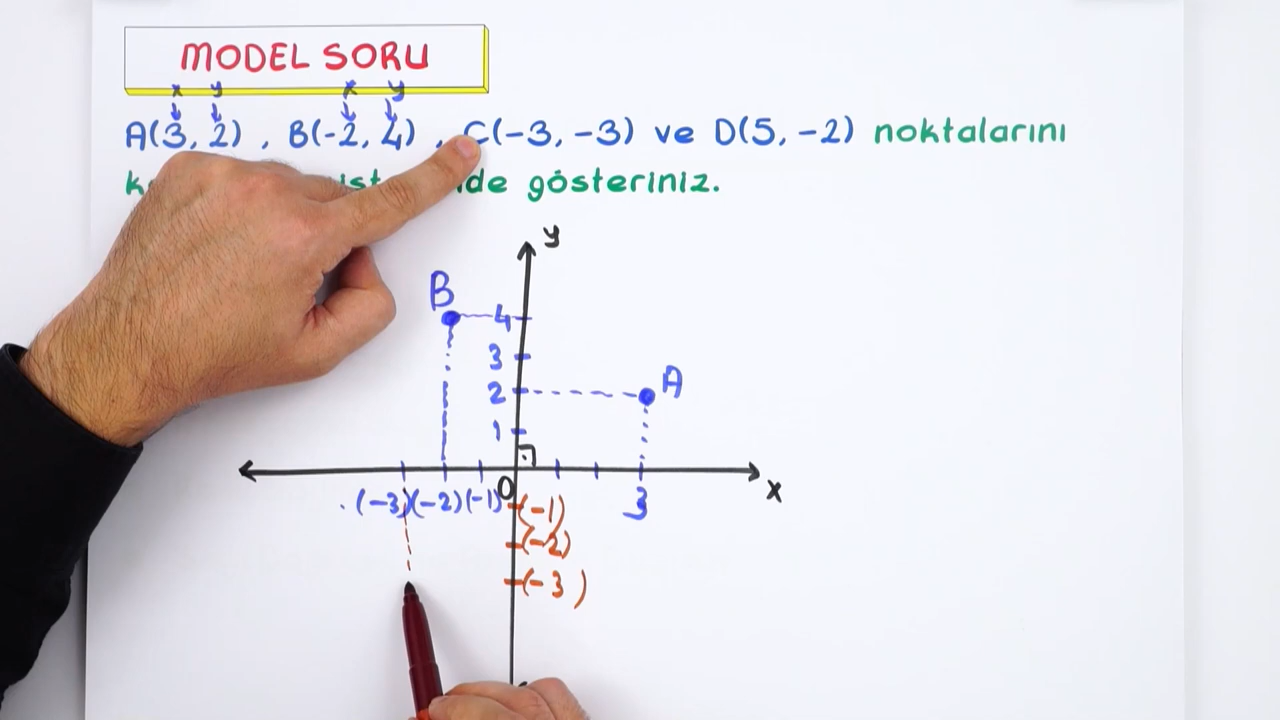 MODEL SORU
x y x y
A(3, 2) , B(-2, 4) , C(-3, -3) ve D(5, -2) noktalarını
gösteriniz.
y
B
4
3
A
2
1
0
x
(-3) (-2) (-1)
3
(-1)
(-2)
(-3)